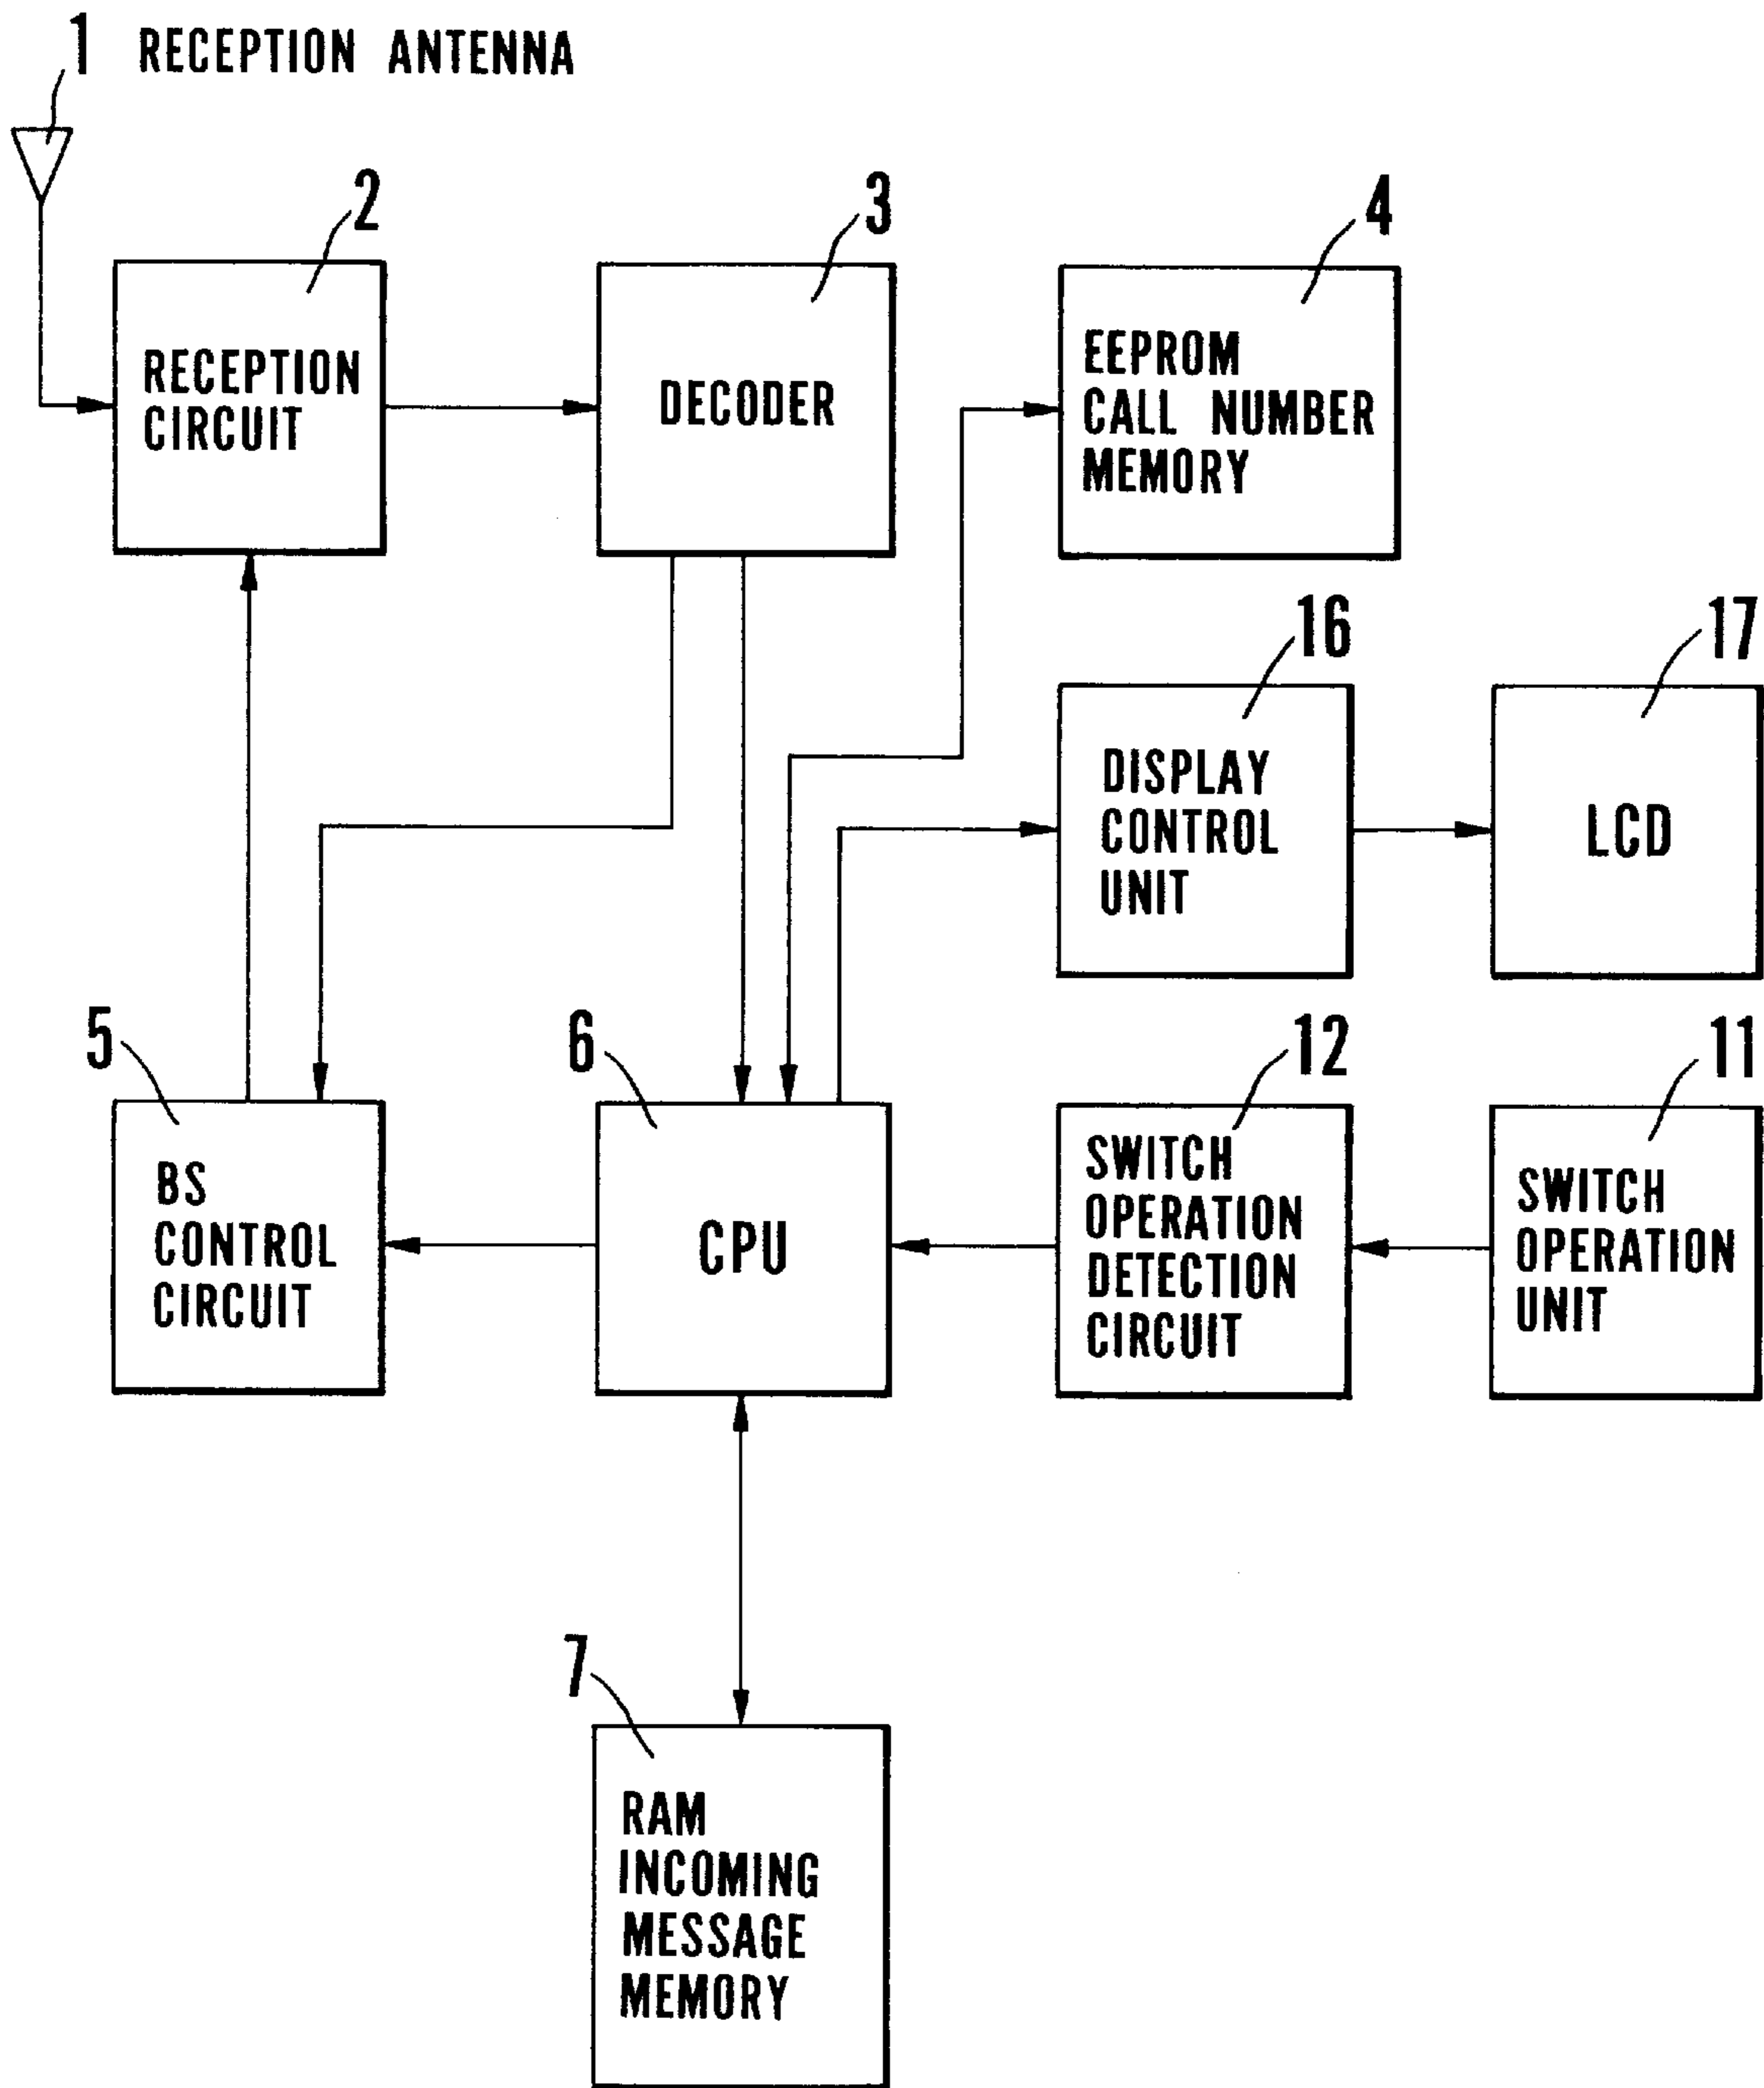 1 RECEPTION ANTENNA
2
RECEPTION
CIRCUIT
3
DECODER
4
EEPROM
CALL NUMBER
MEMORY
16
DISPLAY
CONTROL
UNIT
17
LCD
5
BS
CONTROL
CIRCUIT
6
CPU
12
SWITCH
OPERATION
DETECTION
CIRCUIT
11
SWITCH
OPERATION
UNIT
7
RAM
INCOMING
MESSAGE
MEMORY